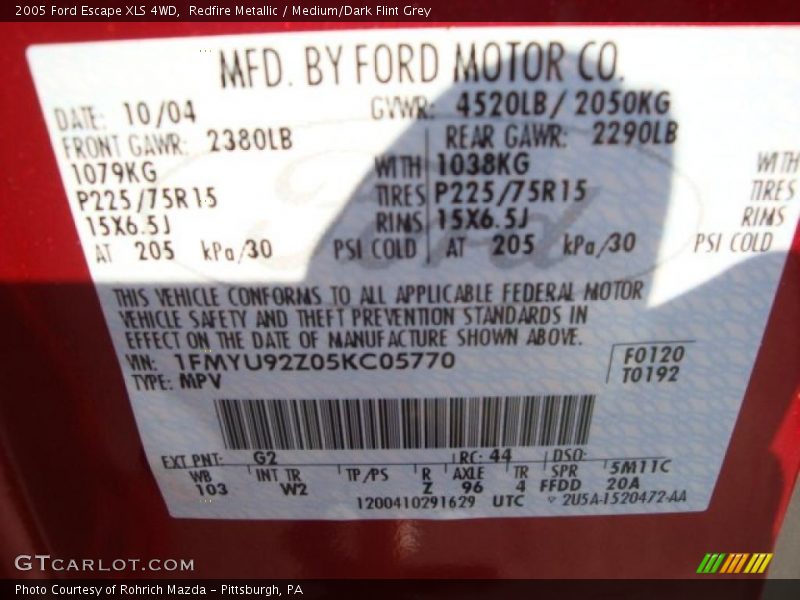 2005 Ford Escape XLS 4WD, Redfire Metallic / Medium/Dark Flint Grey
MFD. BY FORD MOTOR CO.
DATE: 10/04 GVWR: 4520LB/ 2050KG
FRONT GAWR: 2380LB REAR GAWR: 2290LB
1079KG WITH 1038KG WITH
P225/75R15 TIRES P225/75R15 TIRES
15X6.5J RIMS 15X6.5J RIMS
AT 205 kPa/30 PSI COLD AT 205 kPa/30 PSI COLD
THIS VEHICLE CONFORMS TO ALL APPLICABLE FEDERAL MOTOR
VEHICLE SAFETY AND THEFT PREVENTION STANDARDS IN
EFFECT ON THE DATE OF MANUFACTURE SHOWN ABOVE.
VIN: 1FMYU92Z05KC05770 F0120
TYPE: MPV T0192
EXT PNT: G2 RC: 44 DSO:
WB INT TR TP/PS R AXLE TR SPR 5M11C
103 W2 Z 96 4 FFDD 20A
1200410291629 UTC 2U5A-1520472-AA
GTCARLOT.COM
Photo Courtesy of Rohrich Mazda - Pittsburgh, PA